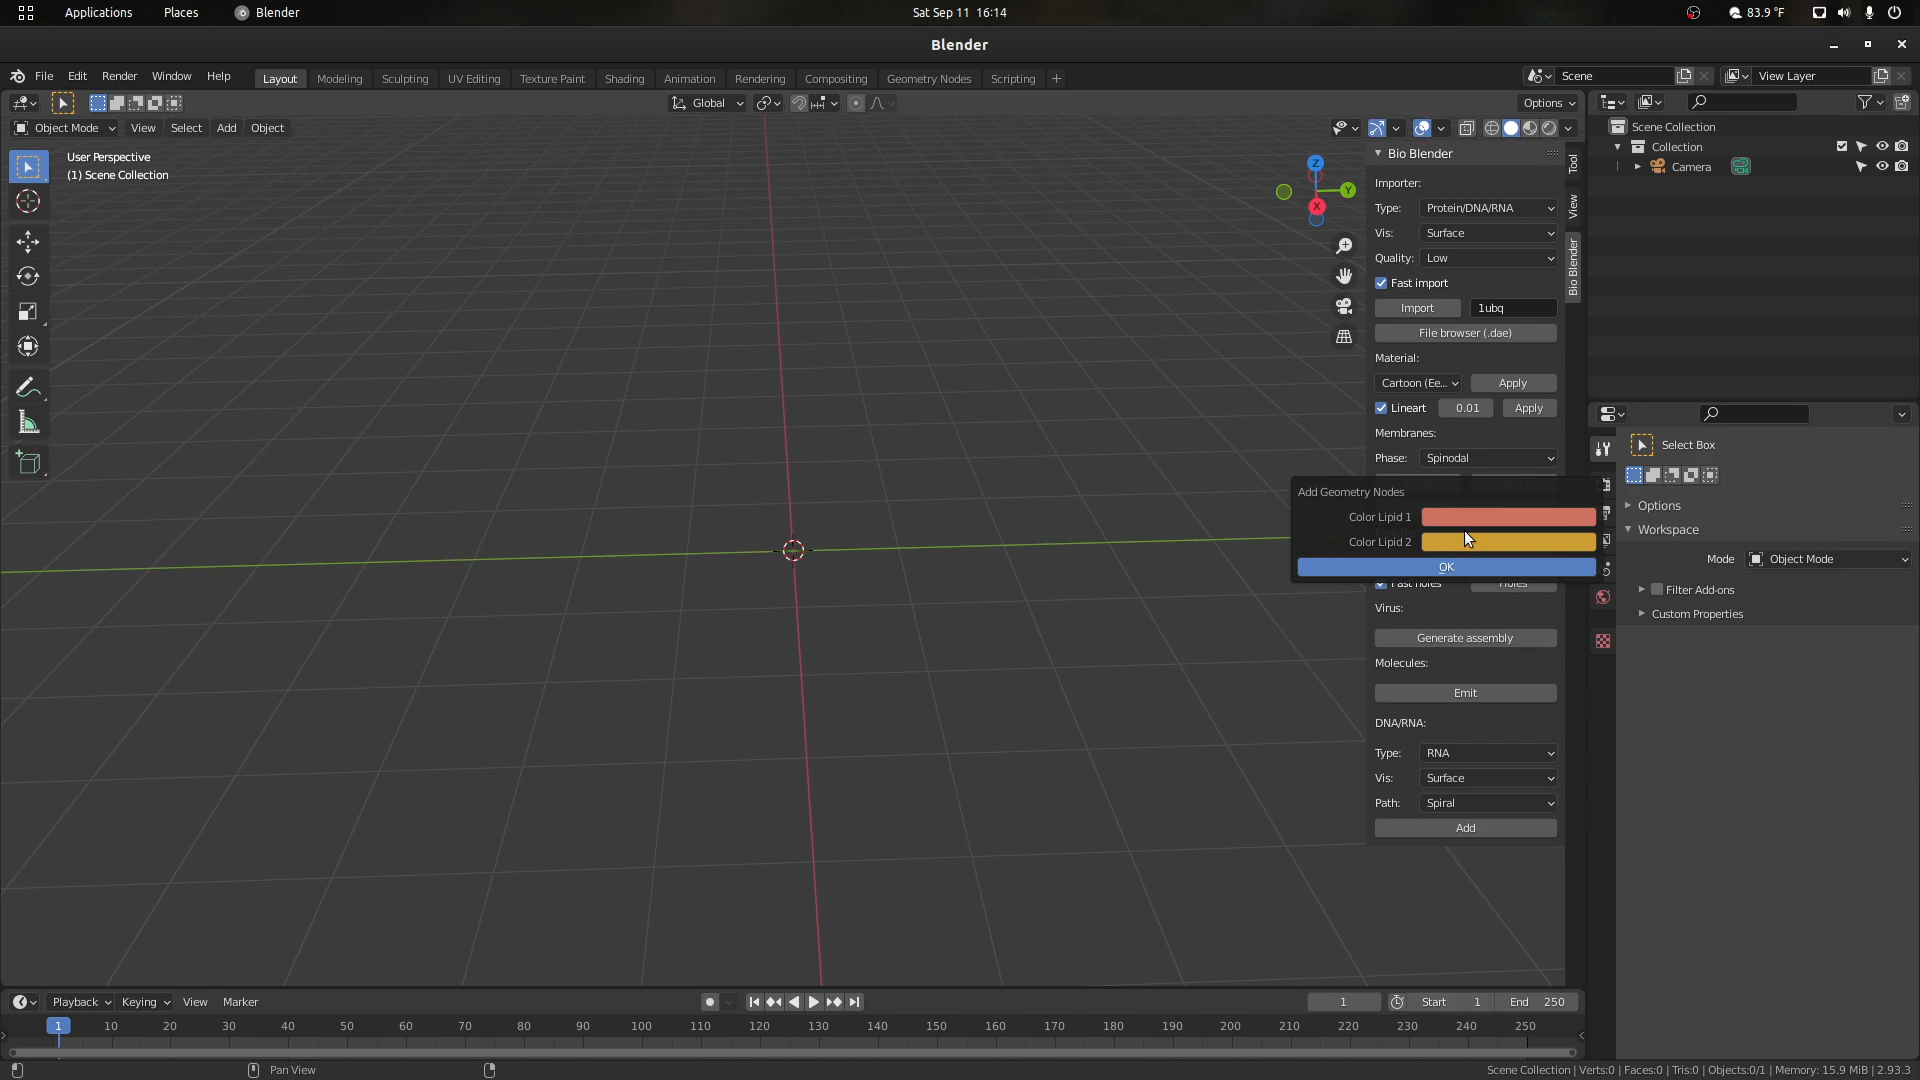 Applications Places Blender Sat Sep 11 16:14 83.9 °F
Blender
File Edit Render Window Help Layout Modeling Sculpting UV Editing Texture Paint Shading Animation Rendering Compositing Geometry Nodes Scripting + Scene View Layer
Global Options
Object Mode View Select Add Object
User Perspective
(1) Scene Collection
Z
Y
X
Bio Blender
Importer:
Type: Protein/DNA/RNA
Vis: Surface
Quality: Low
Fast import
Import 1ubq
File browser (.dae)
Material:
Cartoon (Ee... Apply
Lineart 0.01 Apply
Membranes:
Phase: Spinodal
Add Geometry Nodes
Color Lipid 1
Color Lipid 2
OK
Fast holes Holes
Virus:
Generate assembly
Molecules:
Emit
DNA/RNA:
Type: RNA
Vis: Surface
Path: Spiral
Add
Tool
View
Bio Blender
Scene Collection
Collection
Camera
Select Box
Options
Workspace
Mode Object Mode
Filter Add-ons
Custom Properties
Playback Keying View Marker 1 Start 1 End 250
1 10 20 30 40 50 60 70 80 90 100 110 120 130 140 150 160 170 180 190 200 210 220 230 240 250
Pan View Scene Collection | Verts:0 | Faces:0 | Tris:0 | Objects:0/1 | Memory: 15.9 MiB | 2.93.3